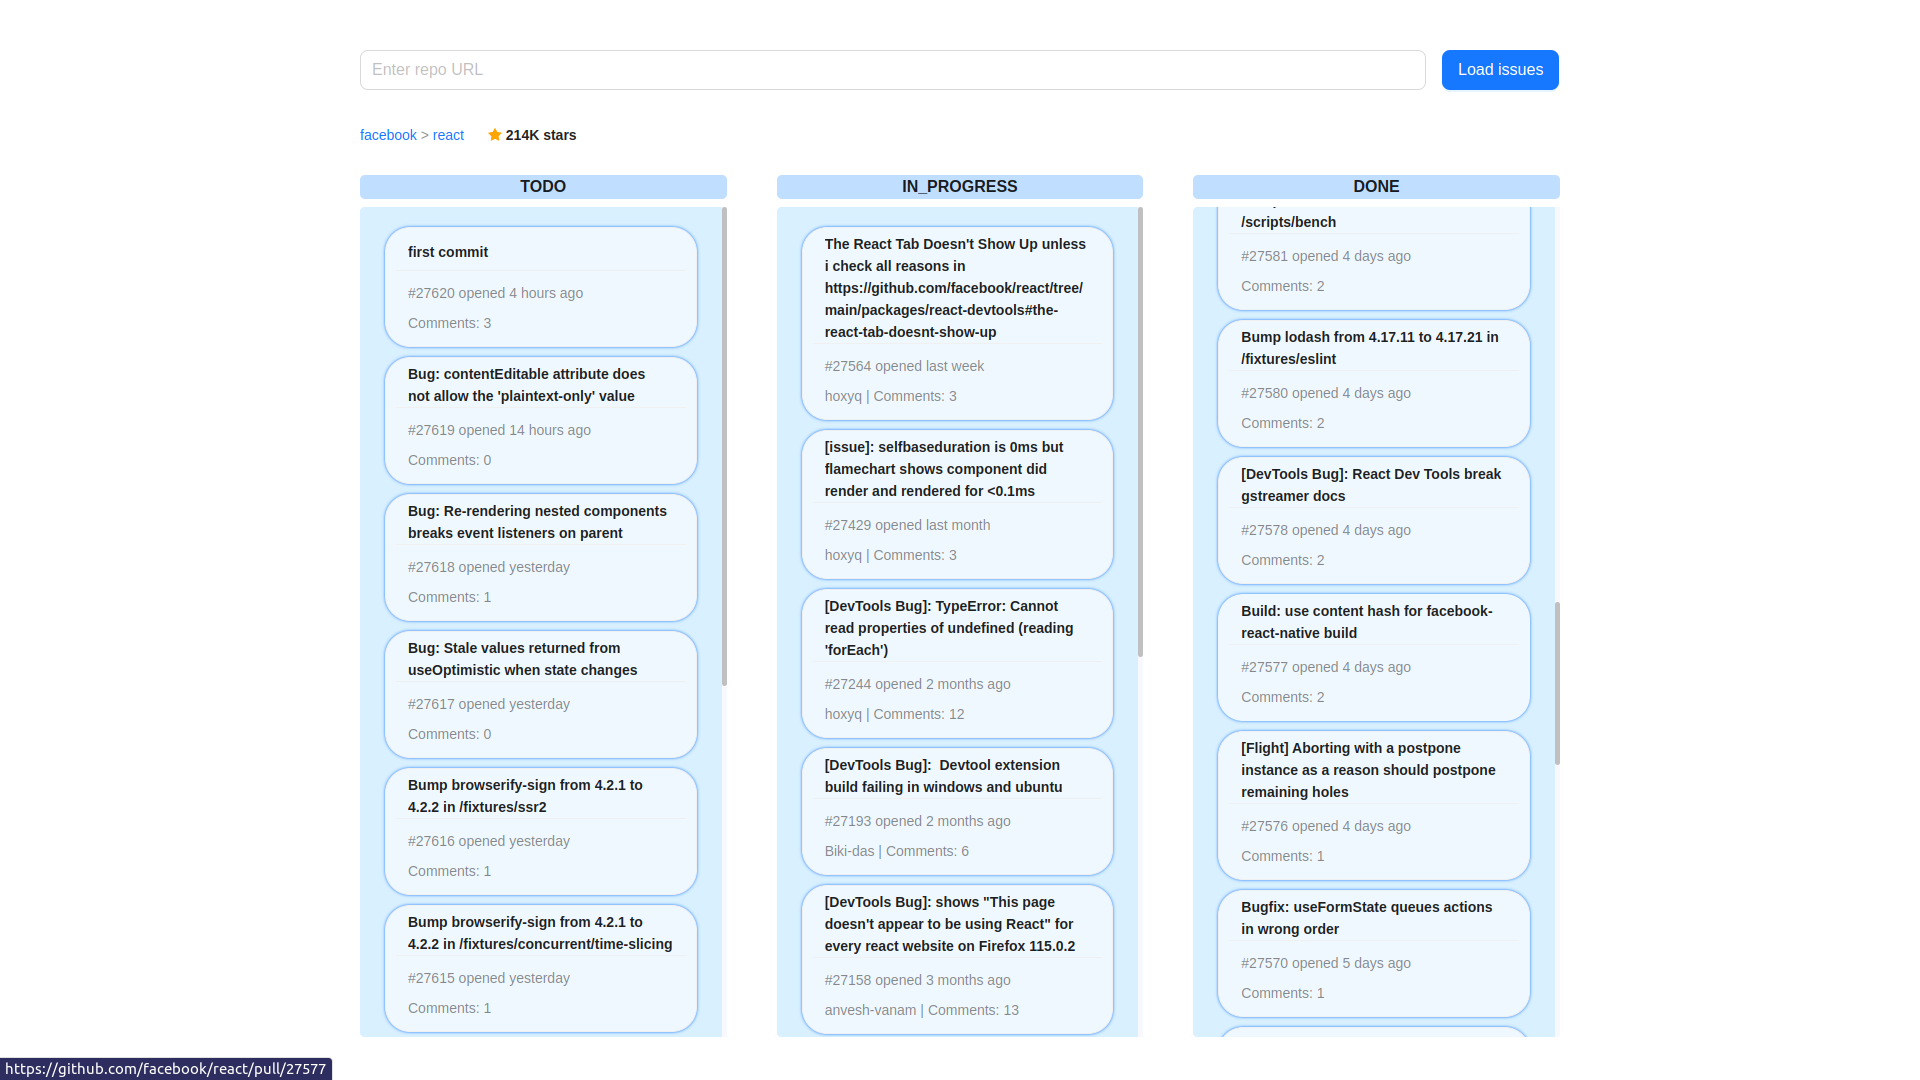 Enter repo URL
Load issues
facebook > react 214K stars
TODO
first commit
#27620 opened 4 hours ago
Comments: 3
Bug: contentEditable attribute does
not allow the 'plaintext-only' value
#27619 opened 14 hours ago
Comments: 0
Bug: Re-rendering nested components
breaks event listeners on parent
#27618 opened yesterday
Comments: 1
Bug: Stale values returned from
useOptimistic when state changes
#27617 opened yesterday
Comments: 0
Bump browserify-sign from 4.2.1 to
4.2.2 in /fixtures/ssr2
#27616 opened yesterday
Comments: 1
Bump browserify-sign from 4.2.1 to
4.2.2 in /fixtures/concurrent/time-slicing
#27615 opened yesterday
Comments: 1
IN_PROGRESS
The React Tab Doesn't Show Up unless
i check all reasons in
https://github.com/facebook/react/tree/
main/packages/react-devtools#the-
react-tab-doesnt-show-up
#27564 opened last week
hoxyq | Comments: 3
[issue]: selfbaseduration is 0ms but
flamechart shows component did
render and rendered for <0.1ms
#27429 opened last month
hoxyq | Comments: 3
[DevTools Bug]: TypeError: Cannot
read properties of undefined (reading
'forEach')
#27244 opened 2 months ago
hoxyq | Comments: 12
[DevTools Bug]:  Devtool extension
build failing in windows and ubuntu
#27193 opened 2 months ago
Biki-das | Comments: 6
[DevTools Bug]: shows "This page
doesn't appear to be using React" for
every react website on Firefox 115.0.2
#27158 opened 3 months ago
anvesh-vanam | Comments: 13
DONE
/scripts/bench
#27581 opened 4 days ago
Comments: 2
Bump lodash from 4.17.11 to 4.17.21 in
/fixtures/eslint
#27580 opened 4 days ago
Comments: 2
[DevTools Bug]: React Dev Tools break
gstreamer docs
#27578 opened 4 days ago
Comments: 2
Build: use content hash for facebook-
react-native build
#27577 opened 4 days ago
Comments: 2
[Flight] Aborting with a postpone
instance as a reason should postpone
remaining holes
#27576 opened 4 days ago
Comments: 1
Bugfix: useFormState queues actions
in wrong order
#27570 opened 5 days ago
Comments: 1
https://github.com/facebook/react/pull/27577